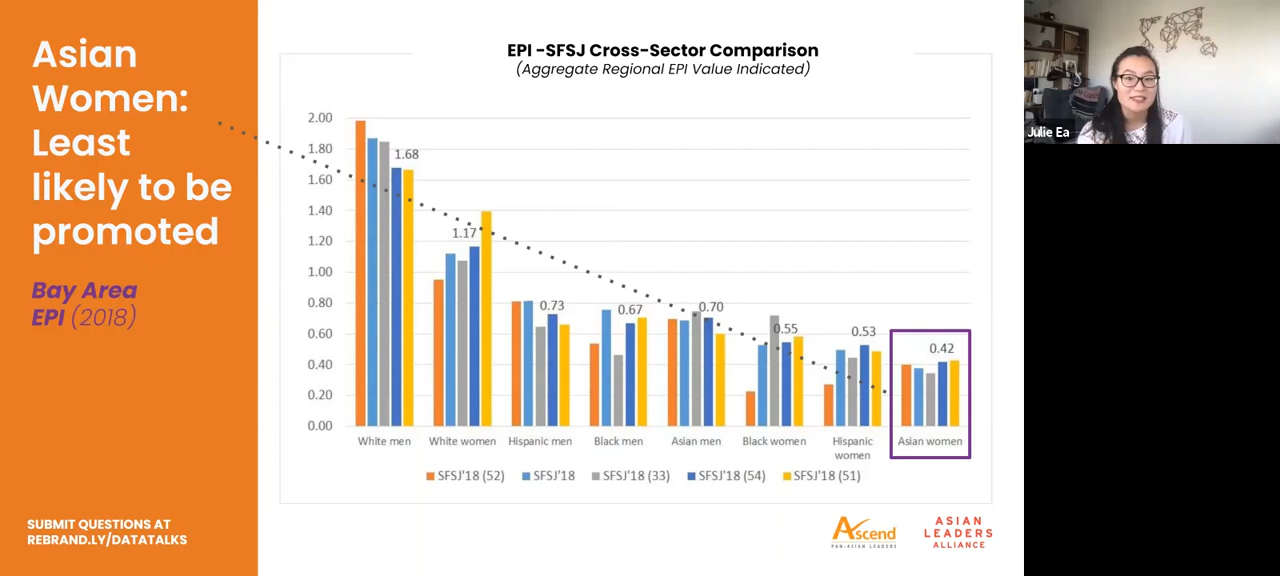 Asian
Women:
Least
likely to be
promoted
Bay Area
EPI (2018)
SUBMIT QUESTIONS AT
REBRAND.LY/DATATALKS
EPI -SFSJ Cross-Sector Comparison
(Aggregate Regional EPI Value Indicated)
2.00
1.80
1.60
1.40
1.20
1.00
0.80
0.60
0.40
0.20
0.00
1.68
1.17
0.73
0.67
0.70
0.55
0.53
0.42
White men
White women
Hispanic men
Black men
Asian men
Black women
Hispanic
women
Asian women
SFSJ'18 (52)
SFSJ'18
SFSJ'18 (33)
SFSJ'18 (54)
SFSJ'18 (51)
Ascend
PAN-ASIAN LEADERS
ASIAN
LEADERS
ALLIANCE
Julie Ea